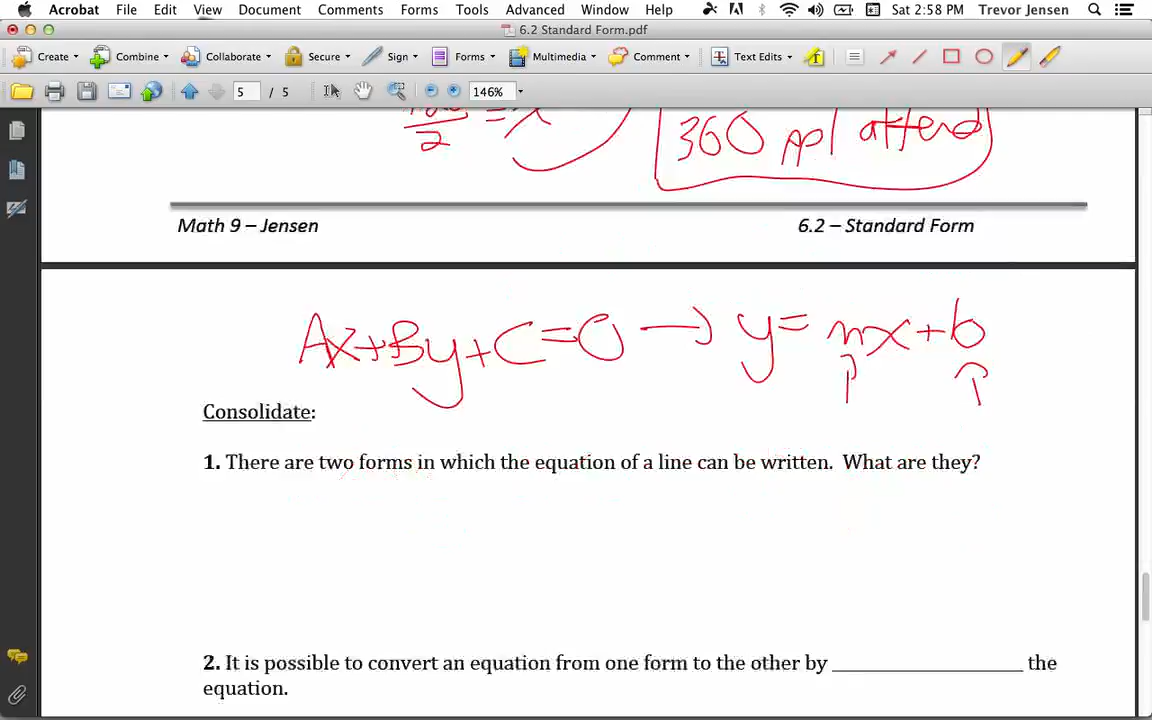 Acrobat File Edit View Document Comments Forms Tools Advanced Window Help Sat 2:58 PM Trevor Jensen
6.2 Standard Form.pdf
Create Combine Collaborate Secure Sign Forms Multimedia Comment Text Edits
5 / 5 146%
2 = x
360 ppl attend
Math 9 – Jensen 6.2 – Standard Form
Ax+By+C=0 → y= mx+b
Consolidate:
1. There are two forms in which the equation of a line can be written. What are they?
2. It is possible to convert an equation from one form to the other by ____________________ the
equation.